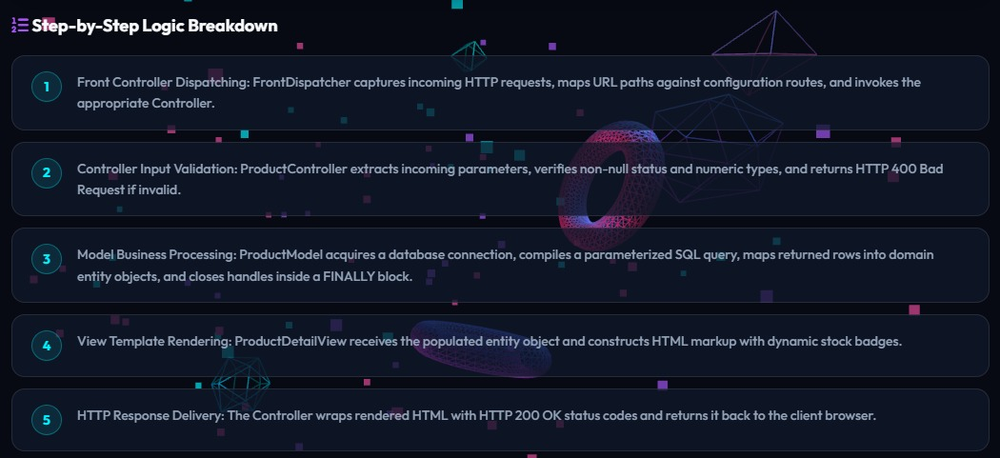 Step-by-Step Logic Breakdown
1
Front Controller Dispatching: FrontDispatcher captures incoming HTTP requests, maps URL paths against configuration routes, and invokes the
appropriate Controller.
2
Controller Input Validation: ProductController extracts incoming parameters, verifies non-null status and numeric types, and returns HTTP 400 Bad
Request if invalid.
3
Model Business Processing: ProductModel acquires a database connection, compiles a parameterized SQL query, maps returned rows into domain
entity objects, and closes handles inside a FINALLY block.
4
View Template Rendering: ProductDetailView receives the populated entity object and constructs HTML markup with dynamic stock badges.
5
HTTP Response Delivery: The Controller wraps rendered HTML with HTTP 200 OK status codes and returns it back to the client browser.